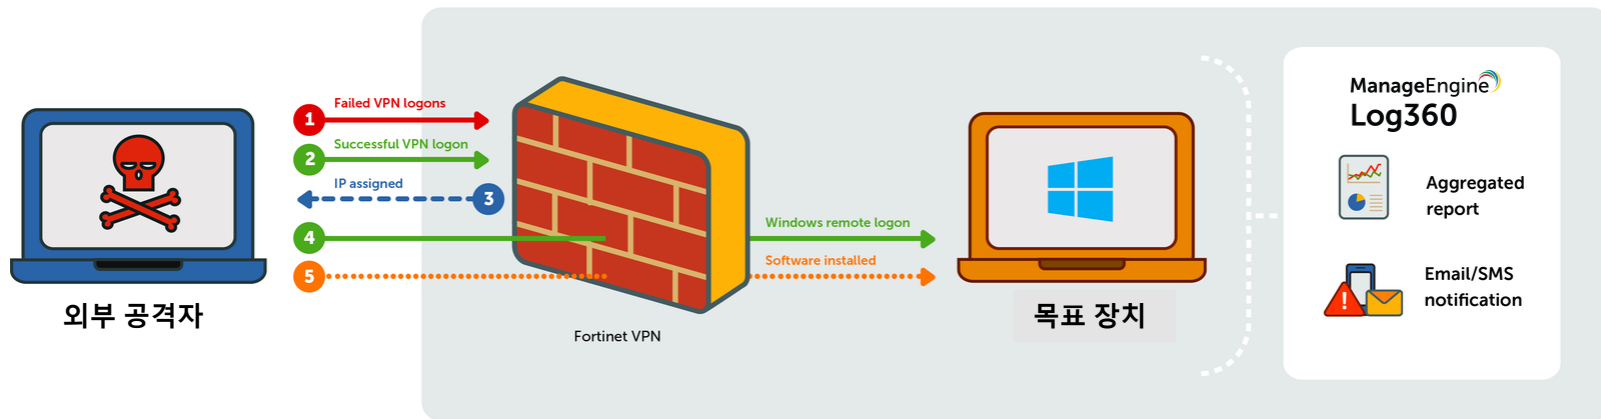 1 Failed VPN logons
2 Successful VPN logon
IP assigned 3
4 Windows remote logon
5 Software installed
외부 공격자
Fortinet VPN
목표 장치
ManageEngine
Log360
Aggregated
report
Email/SMS
notification